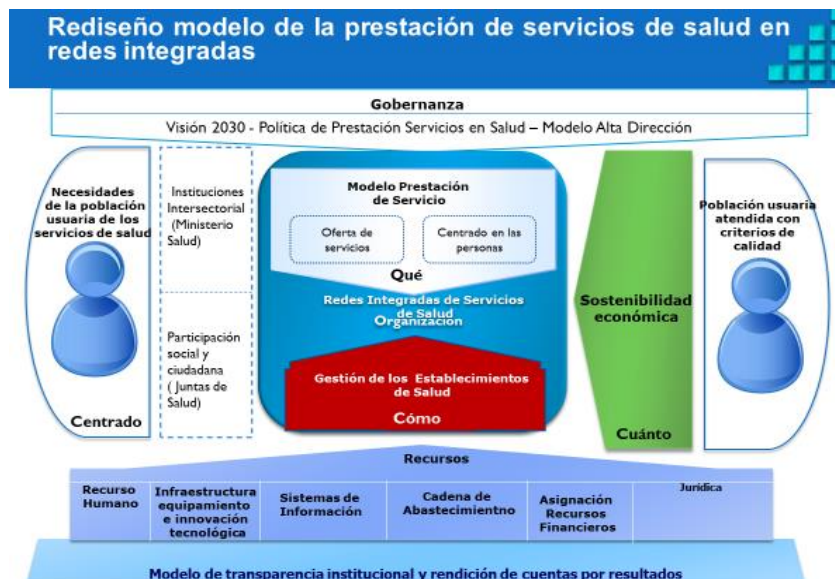 Rediseño modelo de la prestación de servicios de salud en
redes integradas
Gobernanza
Visión 2030 - Política de Prestación Servicios en Salud – Modelo Alta Dirección
Necesidades
de la población
usuaria de los
servicios de salud
Centrado
Instituciones
Intersectorial
(Ministerio
Salud)
Participación
social y
ciudadana
( Juntas de
Salud)
Modelo Prestación
de Servicio
Oferta de
servicios
Centrado en las
personas
Qué
Redes Integradas de Servicios
de Salud
Organización
Gestión de los Establecimientos
de Salud
Cómo
Sostenibilidad
económica
Cuánto
Población usuaria
atendida con
criterios de
calidad
Recursos
Recurso
Humano
Infraestructura
equipamiento
e innovación
tecnológica
Sistemas de
Información
Cadena de
Abastecimientno
Asignación
Recursos
Financieros
Jurídica
Modelo de transparencia institucional y rendición de cuentas por resultados